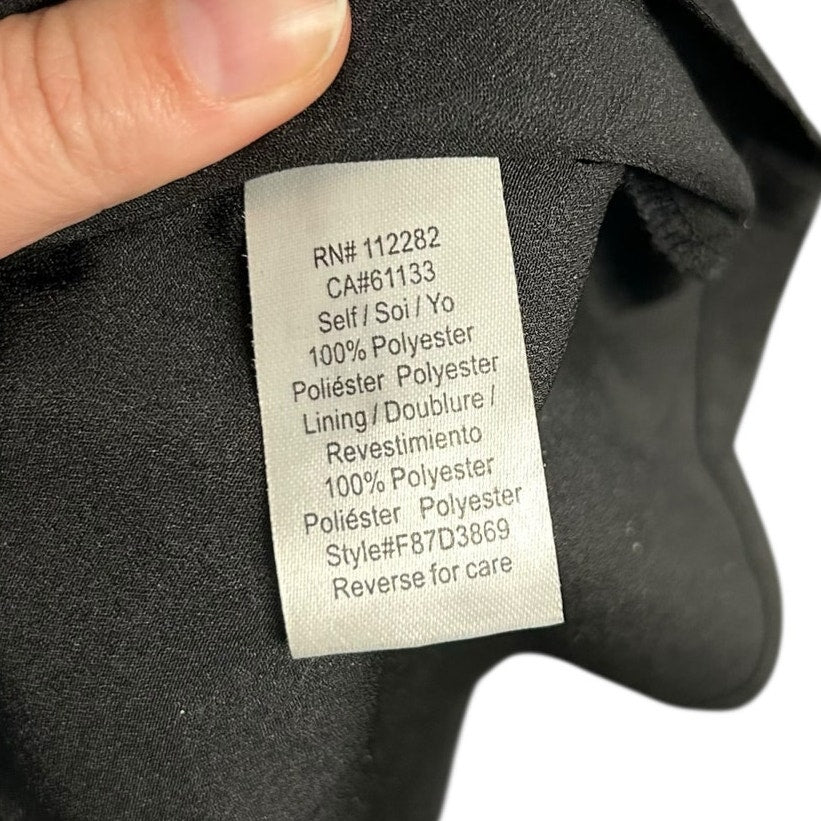 RN# 112282
CA#61133
Self / Soi / Yo
100% Polyester
Poliéster Polyester
Lining / Doublure /
Revestimiento
100% Polyester
Poliéster Polyester
Style#F87D3869
Reverse for care